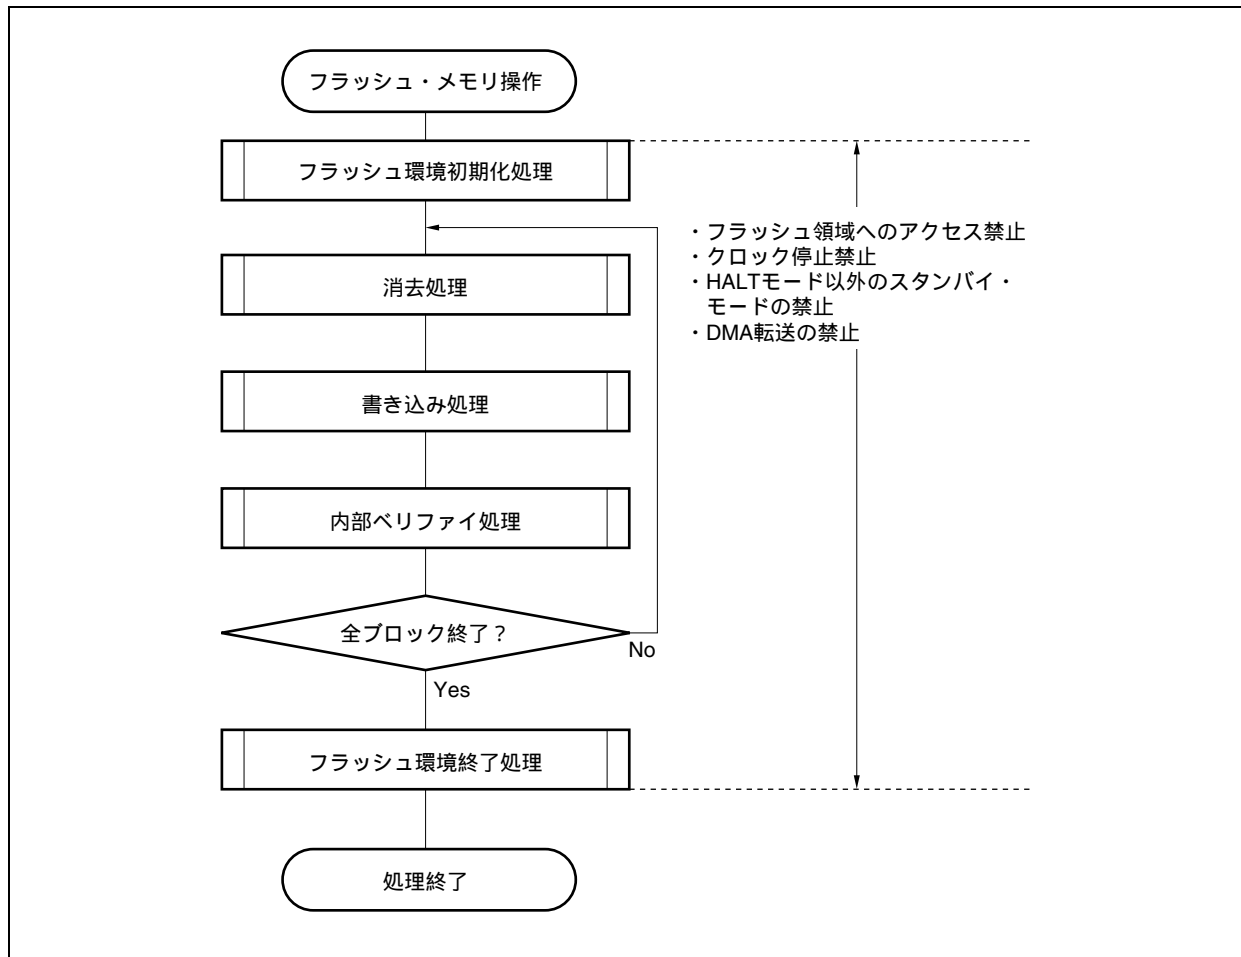 フラッシュ・メモリ操作
フラッシュ環境初期化処理
・フラッシュ領域へのアクセス禁止
・クロック停止禁止
・HALTモード以外のスタンバイ・
モードの禁止
・DMA転送の禁止
消去処理
書き込み処理
内部ベリファイ処理
全ブロック終了？
No
Yes
フラッシュ環境終了処理
処理終了